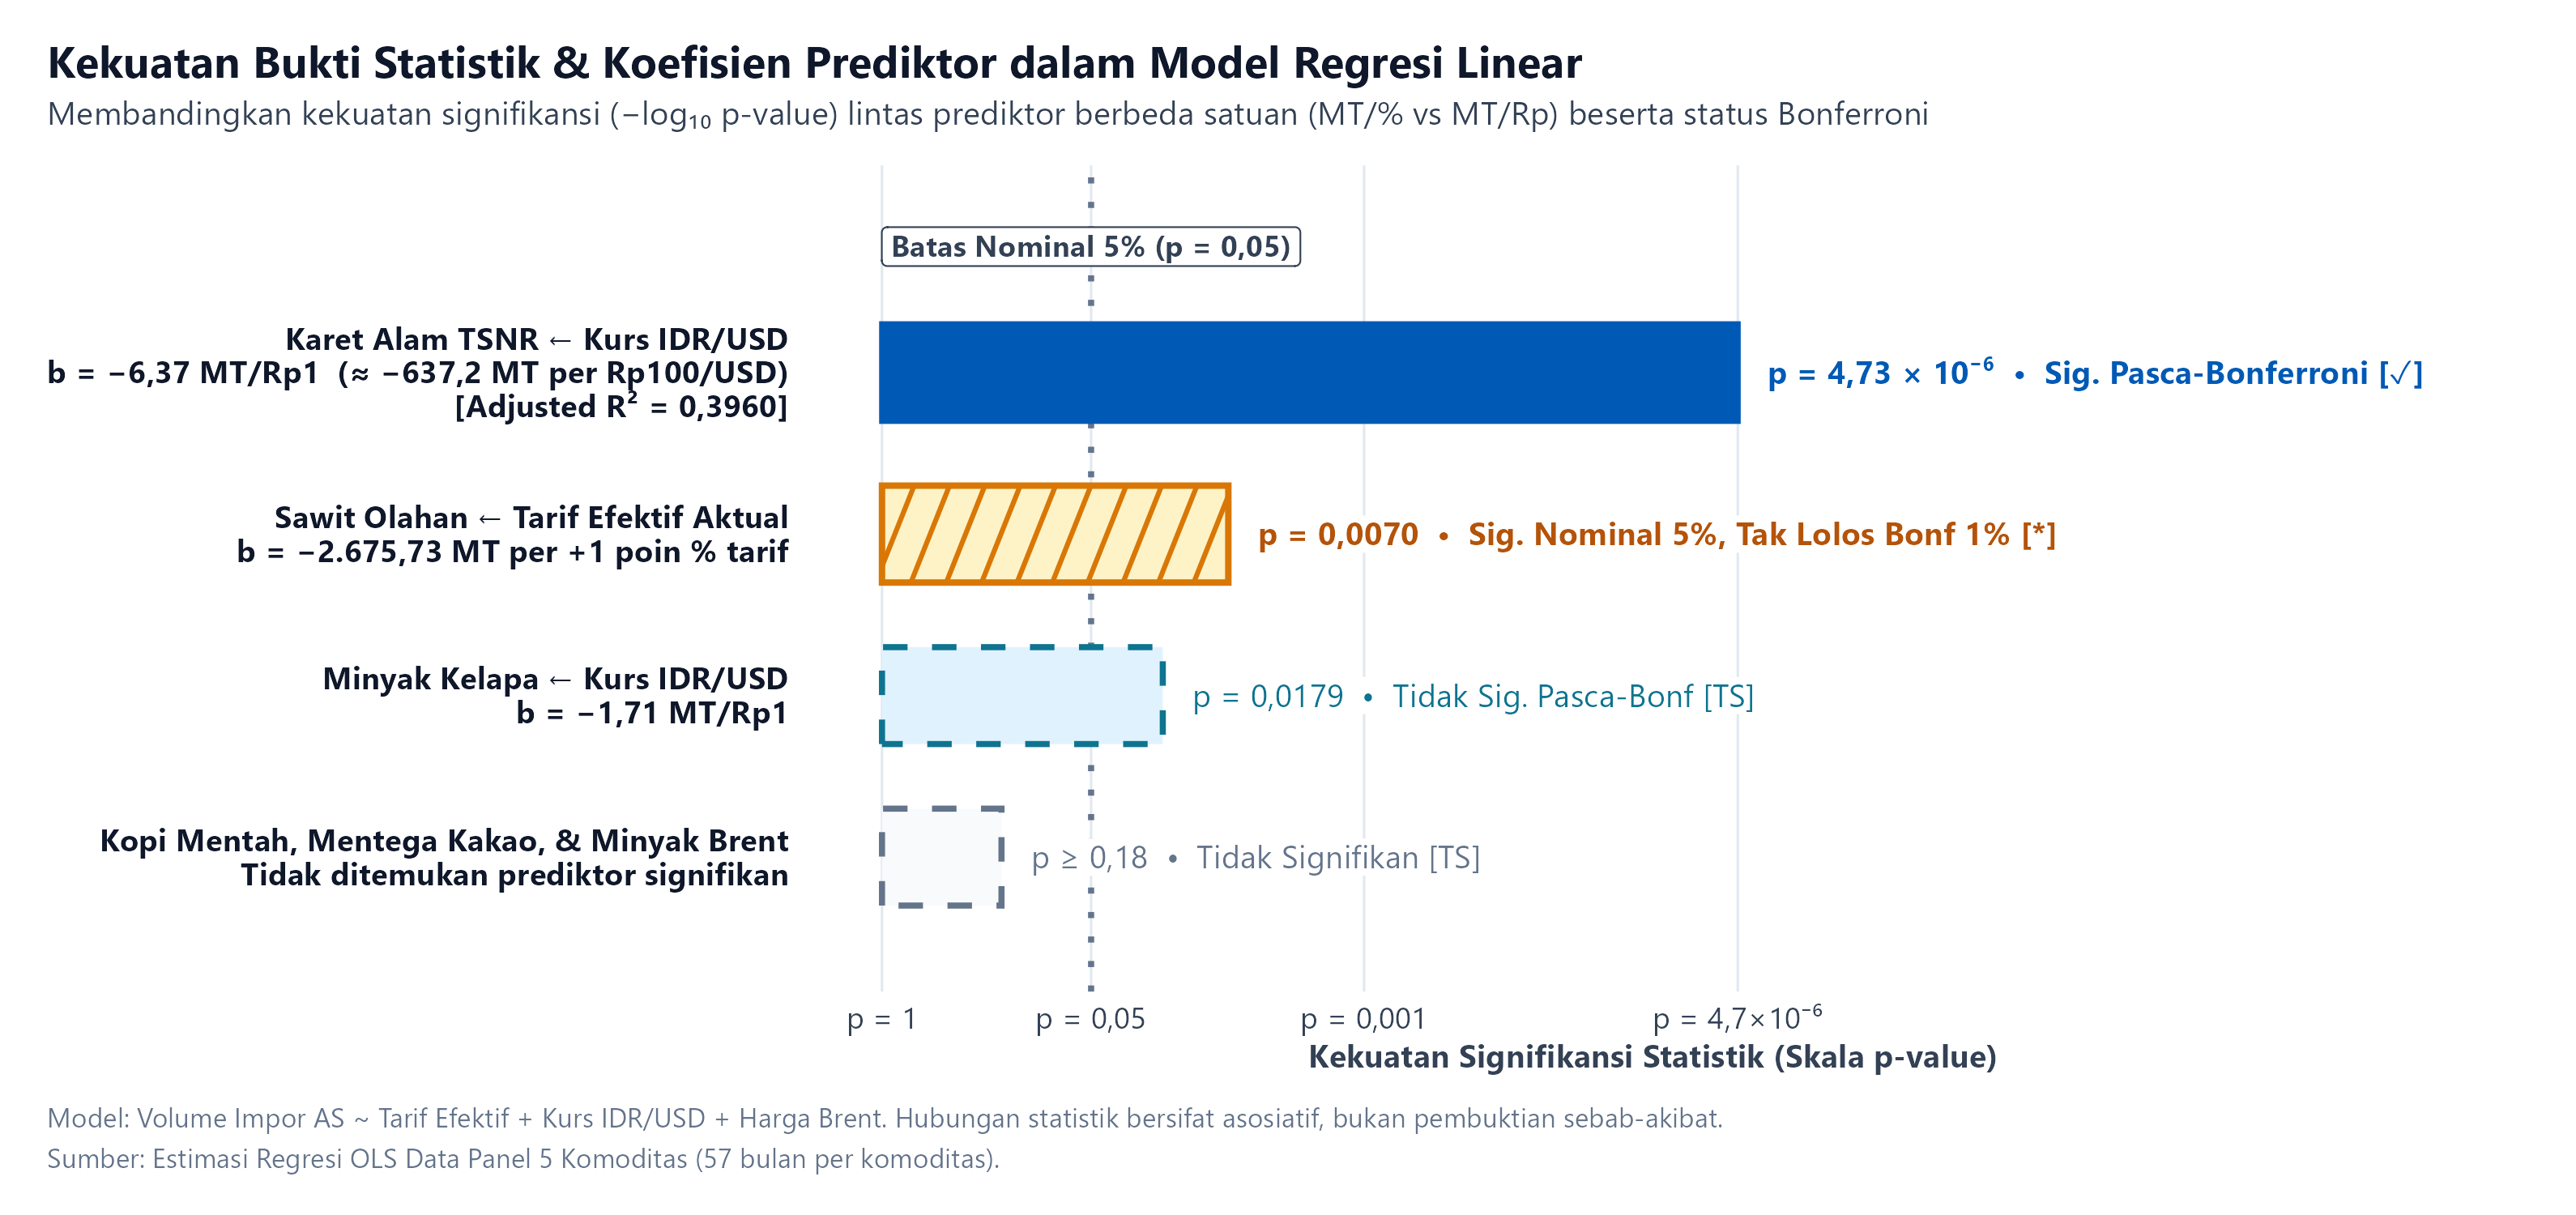 Kekuatan Bukti Statistik & Koefisien Prediktor dalam Model Regresi Linear
Membandingkan kekuatan signifikansi (−log₁₀ p-value) lintas prediktor berbeda satuan (MT/% vs MT/Rp) beserta status Bonferroni
Batas Nominal 5% (p = 0,05)
Karet Alam TSNR ← Kurs IDR/USD
b = −6,37 MT/Rp1 (≈ −637,2 MT per Rp100/USD)
[Adjusted R² = 0,3960]
p = 4,73 × 10⁻⁶ • Sig. Pasca-Bonferroni [✓]
Sawit Olahan ← Tarif Efektif Aktual
b = −2.675,73 MT per +1 poin % tarif
p = 0,0070 • Sig. Nominal 5%, Tak Lolos Bonf 1% [*]
Minyak Kelapa ← Kurs IDR/USD
b = −1,71 MT/Rp1
p = 0,0179 • Tidak Sig. Pasca-Bonf [TS]
Kopi Mentah, Mentega Kakao, & Minyak Brent
Tidak ditemukan prediktor signifikan
p ≥ 0,18 • Tidak Signifikan [TS]
p = 1
p = 0,05
p = 0,001
p = 4,7×10⁻⁶
Kekuatan Signifikansi Statistik (Skala p-value)
Model: Volume Impor AS ~ Tarif Efektif + Kurs IDR/USD + Harga Brent. Hubungan statistik bersifat asosiatif, bukan pembuktian sebab-akibat.
Sumber: Estimasi Regresi OLS Data Panel 5 Komoditas (57 bulan per komoditas).